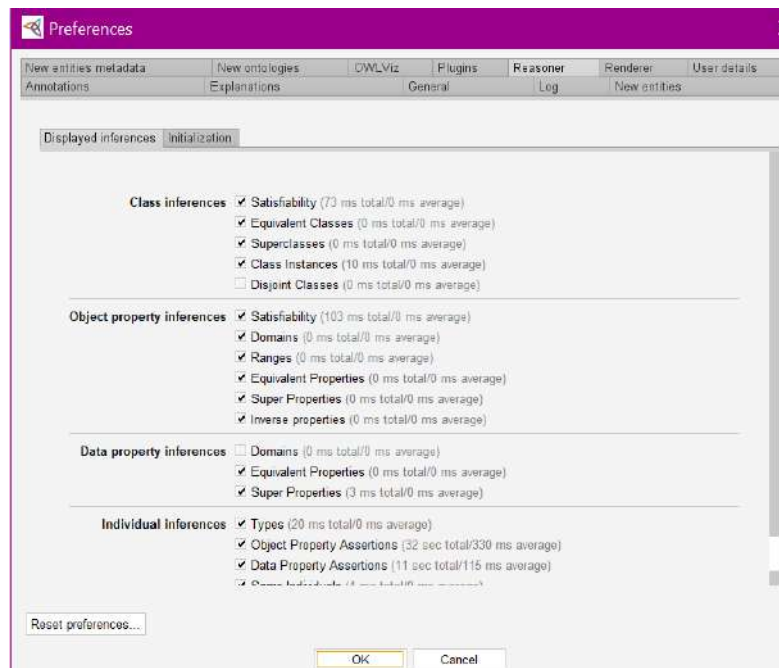 Preferences
New entities metadata New ontologies OWLViz Plugins Reasoner Renderer User details
Annotations Explanations General Log New entities
Displayed inferences Initialization
Class inferences Satisfiability (73 ms total/0 ms average)
Equivalent Classes (0 ms total/0 ms average)
Superclasses (0 ms total/0 ms average)
Class Instances (10 ms total/0 ms average)
Disjoint Classes (0 ms total/0 ms average)
Object property inferences Satisfiability (103 ms total/0 ms average)
Domains (0 ms total/0 ms average)
Ranges (0 ms total/0 ms average)
Equivalent Properties (0 ms total/0 ms average)
Super Properties (0 ms total/0 ms average)
Inverse properties (0 ms total/0 ms average)
Data property inferences Domains (0 ms total/0 ms average)
Equivalent Properties (0 ms total/0 ms average)
Super Properties (3 ms total/0 ms average)
Individual inferences Types (20 ms total/0 ms average)
Object Property Assertions (32 sec total/330 ms average)
Data Property Assertions (11 sec total/115 ms average)
Same Individuals (4 ms total/0 ms average)
Reset preferences...
OK Cancel